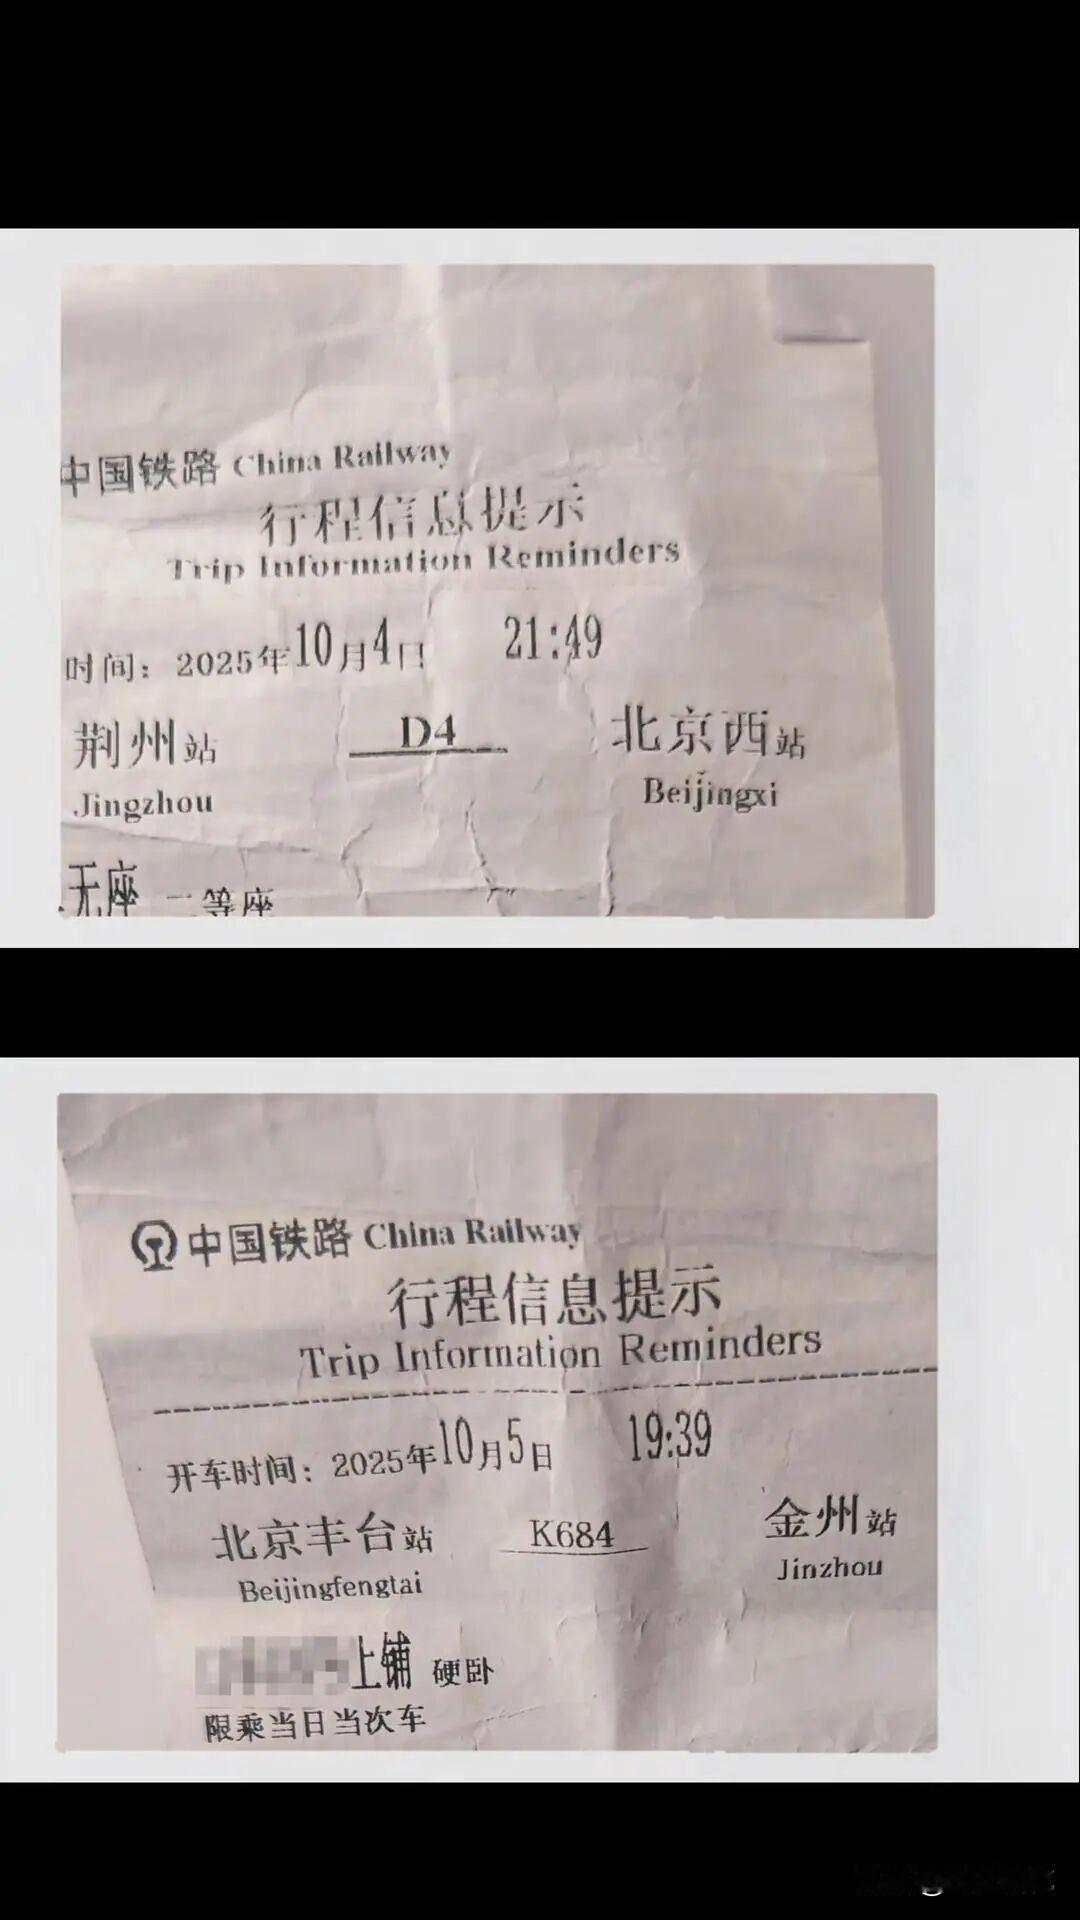 中国铁路 China Railway
行程信息提示
Trip Information Reminders
时间：2025年10月4日 21:49
荆州站 D4 北京西站
Jingzhou Beijingxi
无座 二等座
中国铁路 China Railway
行程信息提示
Trip Information Reminders
开车时间：2025年10月5日 19:39
北京丰台站 K684 金州站
Beijingfengtai Jinzhou
上铺 硬卧
限乘当日当次车